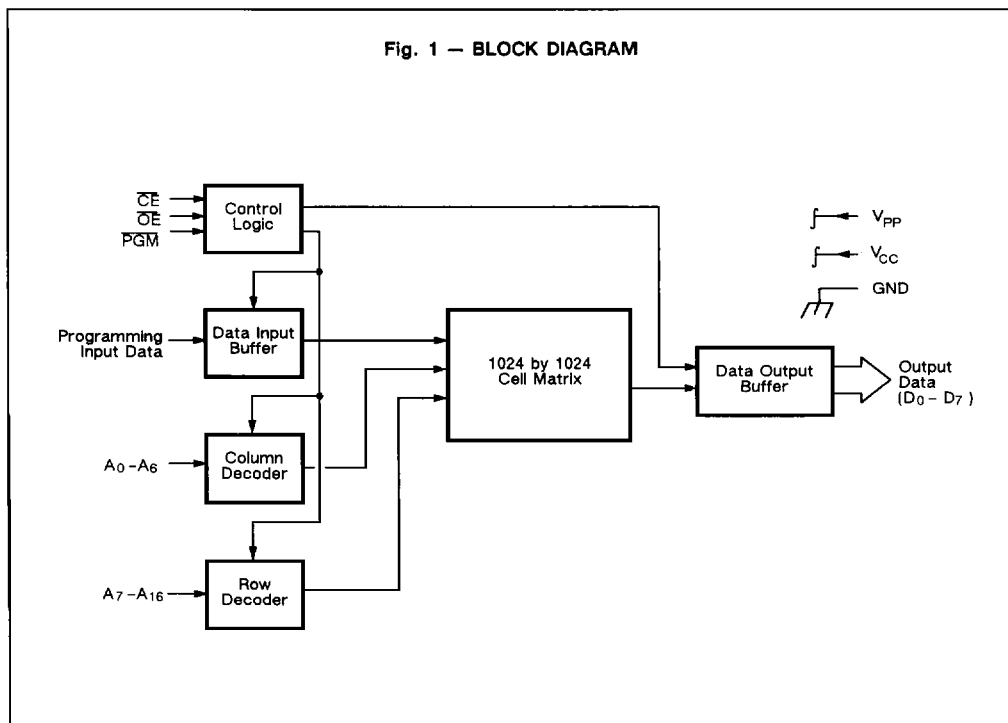 Fig. 1 — BLOCK DIAGRAM
CE
OE
PGM
Control
Logic
VPP
VCC
GND
Programming
Input Data
Data Input
Buffer
1024 by 1024
Cell Matrix
Data Output
Buffer
Output
Data
(D0 – D7 )
A0 –A6
Column
Decoder
A7 –A16
Row
Decoder